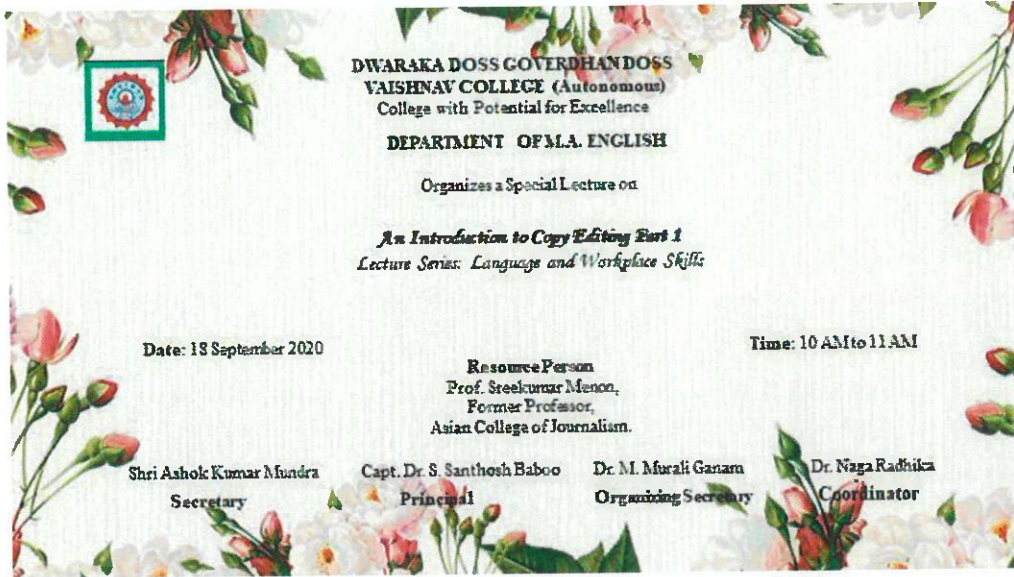 DWARAKA DOSS GOVERDHAN DOSS
VAISHNAV COLLEGE (Autonomous)
College with Potential for Excellence
DEPARTMENT OF M.A. ENGLISH
Organizes a Special Lecture on
An Introduction to Copy Editing Part 1
Lecture Series: Language and Workplace Skills
Date: 18 September 2020
Time: 10 AM to 11 AM
Resource Person
Prof. Sreekumar Menon,
Former Professor,
Asian College of Journalism.
Shri Ashok Kumar Mundra Capt. Dr. S. Santhosh Baboo Dr. M. Murali Ganam Dr. Naga Radhika
Secretary Principal Organizing Secretary Coordinator